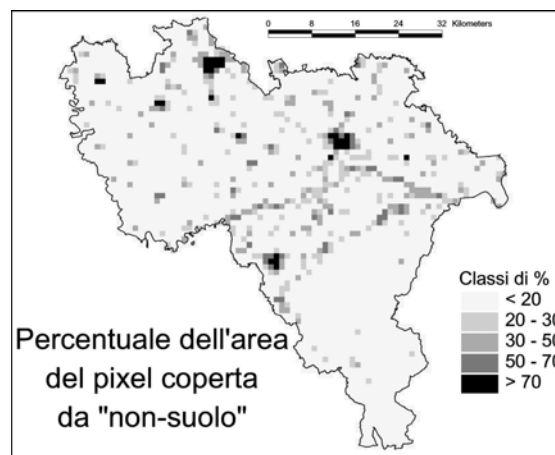 0 8 16 24 32 Kilometers
Classi di %
< 20
20 - 30
30 - 50
50 - 70
> 70
Percentuale dell'area
del pixel coperta
da "non-suolo"